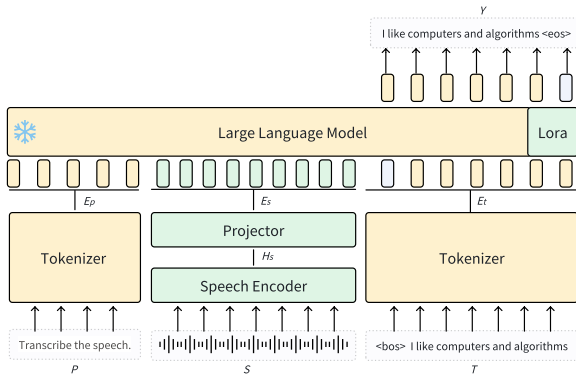 Y
I like computers and algorithms <eos>
Large Language Model
Lora
Ep
Es
Et
Tokenizer
Projector
Hs
Speech Encoder
Tokenizer
Transcribe the speech.
<bos> I like computers and algorithms
P
S
T